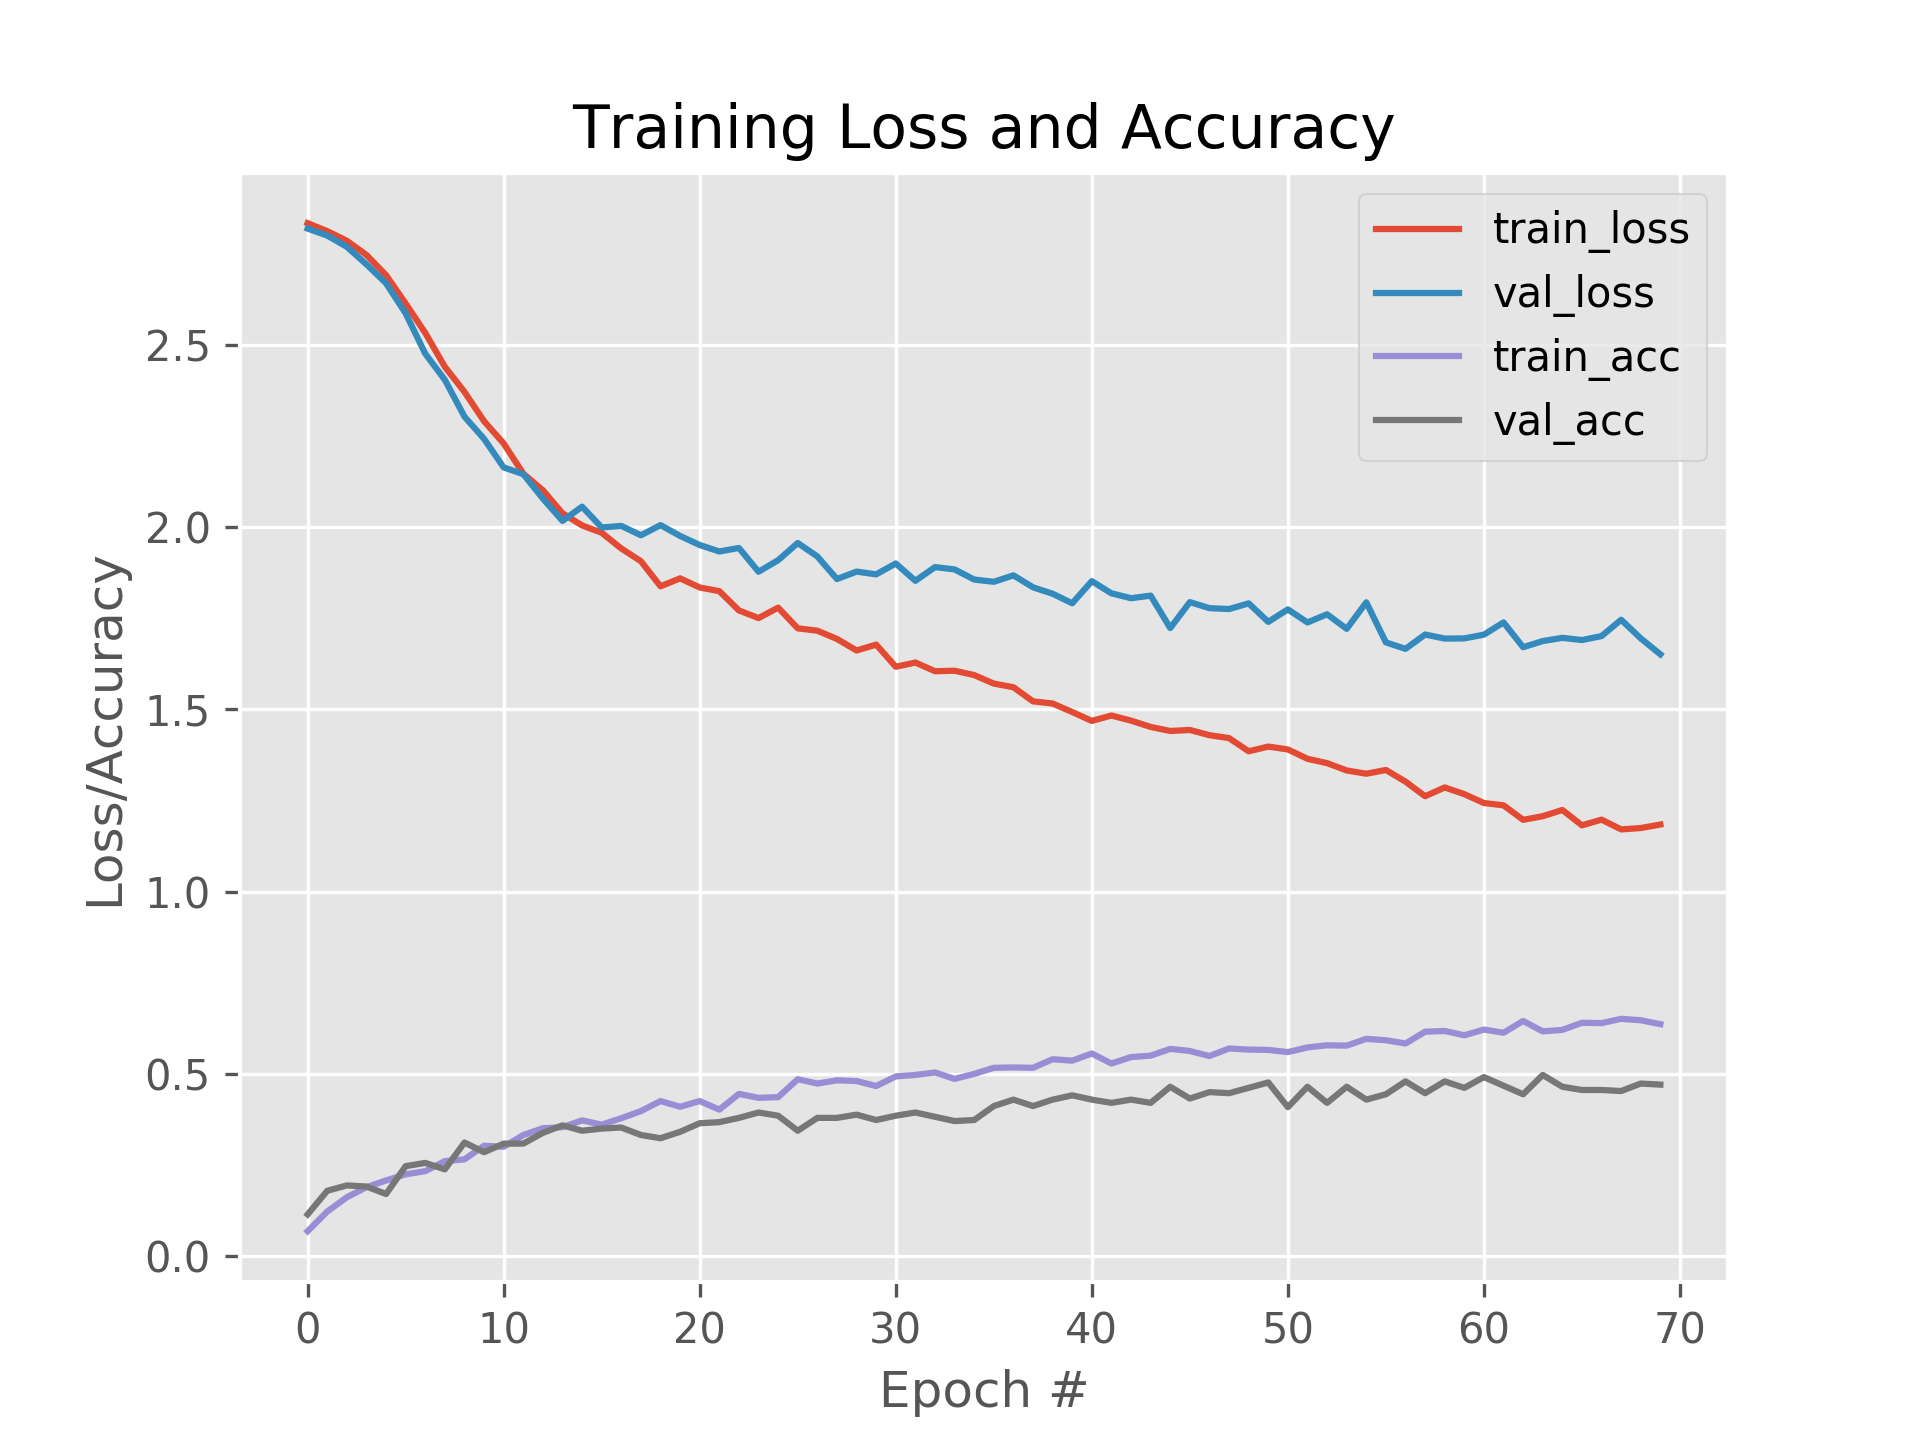 Training Loss and Accuracy
train_loss
val_loss
train_acc
val_acc
2.5
2.0
1.5
1.0
0.5
0.0
Loss/Accuracy
0 10 20 30 40 50 60 70
Epoch #